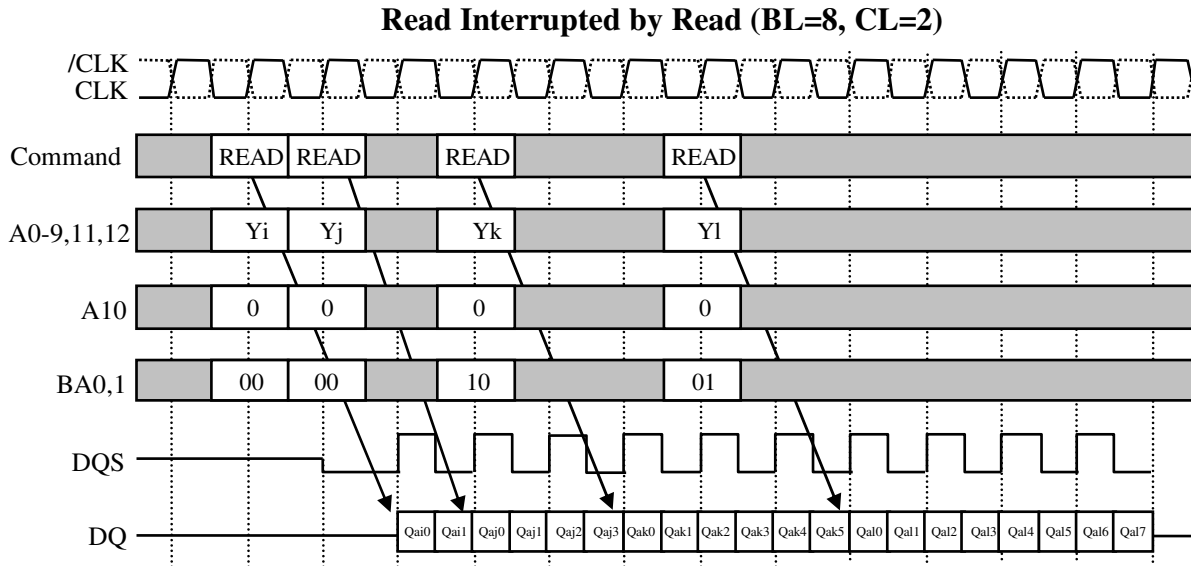 Read Interrupted by Read (BL=8, CL=2)
/CLK
CLK
Command READ READ READ READ
A0-9,11,12 Yi Yj Yk Yl
A10 0 0 0 0
BA0,1 00 00 10 01
DQS
DQ Qai0 Qai1 Qaj0 Qaj1 Qaj2 Qaj3 Qak0 Qak1 Qak2 Qak3 Qak4 Qak5 Qal0 Qal1 Qal2 Qal3 Qal4 Qal5 Qal6 Qal7